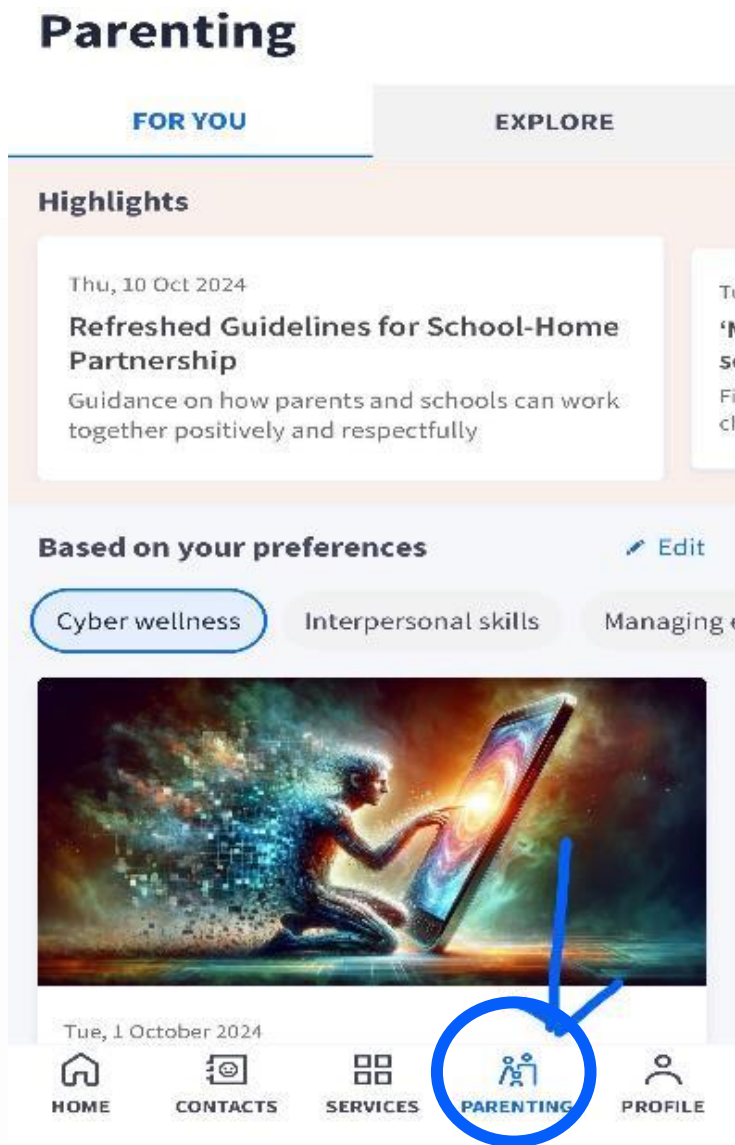 Parenting
FOR YOU
EXPLORE
Highlights
Thu, 10 Oct 2024
Refreshed Guidelines for School-Home
Partnership
Guidance on how parents and schools can work
together positively and respectfully
Based on your preferences
Edit
Cyber wellness
Interpersonal skills
Managing
Tue, 1 October 2024
HOME
CONTACTS
SERVICES
PARENTING
PROFILE